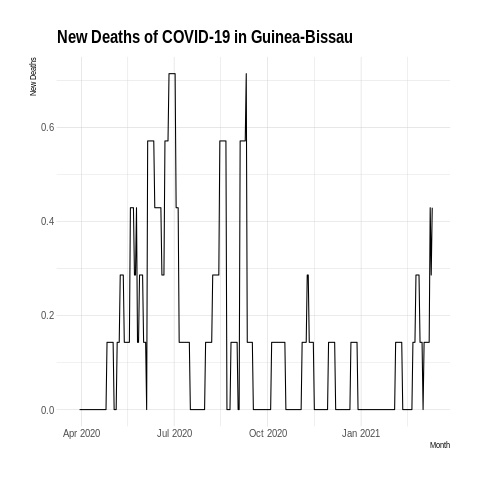 New Deaths of COVID-19 in Guinea-Bissau
New Deaths
0.6
0.4
0.2
0.0
Apr 2020 Jul 2020 Oct 2020 Jan 2021
Month